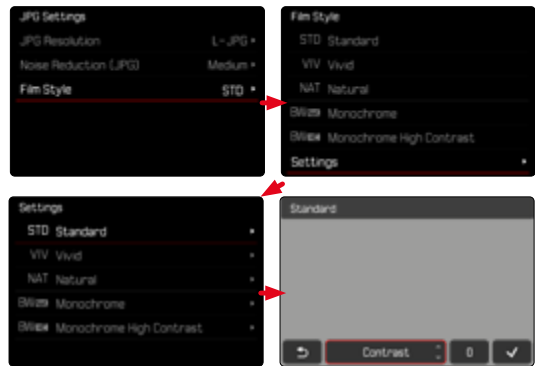 JPG Settings
JPG Resolution L-JPG
Noise Reduction (JPG) Medium
Film Style STD
Film Style
STD Standard
VIV Vivid
NAT Natural
Monochrome
Monochrome High Contrast
Settings
Settings
STD Standard
VIV Vivid
NAT Natural
Monochrome
Monochrome High Contrast
Standard
Contrast 0